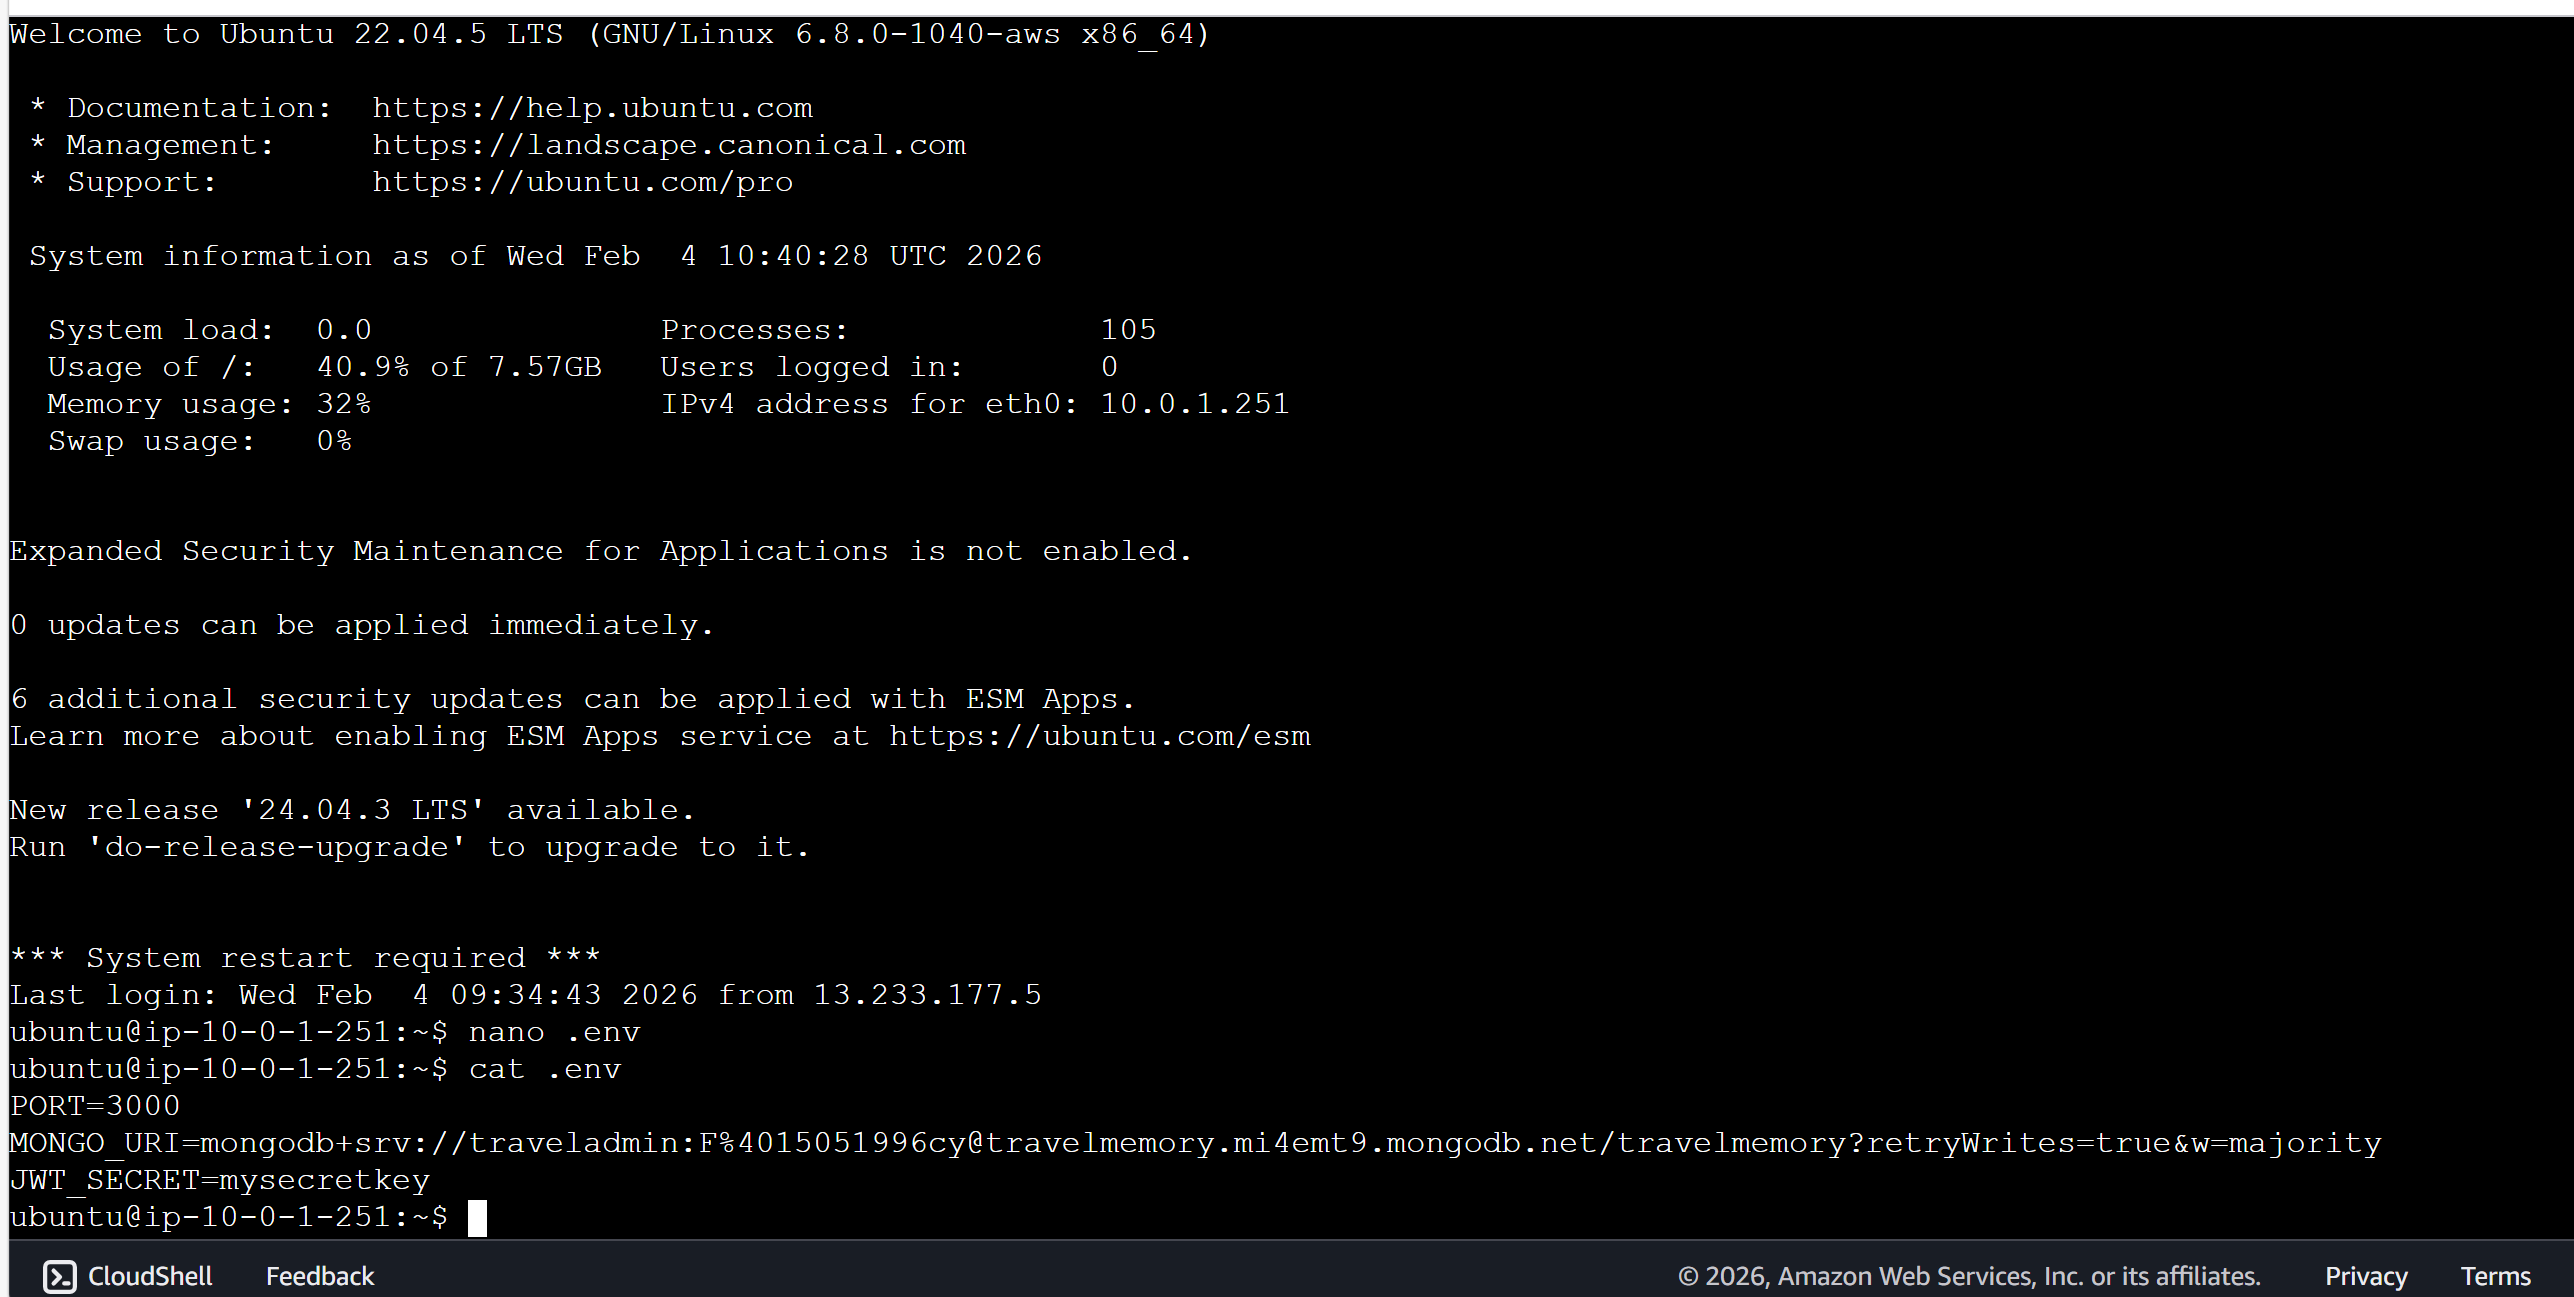 Welcome to Ubuntu 22.04.5 LTS (GNU/Linux 6.8.0-1040-aws x86_64)
* Documentation: https://help.ubuntu.com
* Management: https://landscape.canonical.com
* Support: https://ubuntu.com/pro
System information as of Wed Feb 4 10:40:28 UTC 2026
System load: 0.0 Processes: 105
Usage of /: 40.9% of 7.57GB Users logged in: 0
Memory usage: 32% IPv4 address for eth0: 10.0.1.251
Swap usage: 0%
Expanded Security Maintenance for Applications is not enabled.
0 updates can be applied immediately.
6 additional security updates can be applied with ESM Apps.
Learn more about enabling ESM Apps service at https://ubuntu.com/esm
New release '24.04.3 LTS' available.
Run 'do-release-upgrade' to upgrade to it.
*** System restart required ***
Last login: Wed Feb 4 09:34:43 2026 from 13.233.177.5
ubuntu@ip-10-0-1-251:~$ nano .env
ubuntu@ip-10-0-1-251:~$ cat .env
PORT=3000
MONGO_URI=mongodb+srv://traveladmin:F%4015051996cy@travelmemory.mi4emt9.mongodb.net/travelmemory?retryWrites=true&w=majority
JWT_SECRET=mysecretkey
ubuntu@ip-10-0-1-251:~$
CloudShell Feedback © 2026, Amazon Web Services, Inc. or its affiliates. Privacy Terms